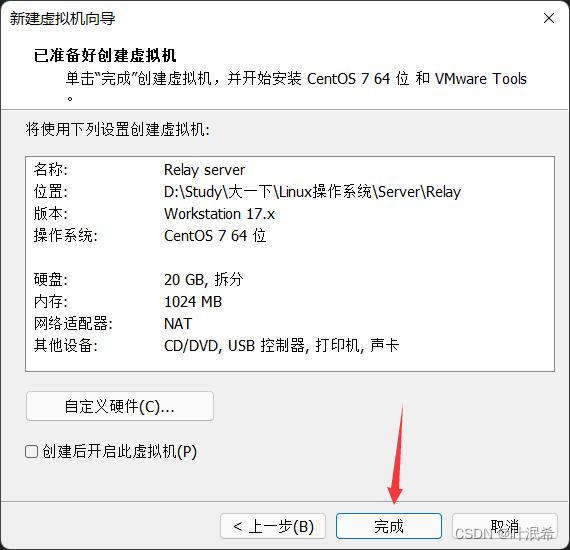 新建虚拟机向导
已准备好创建虚拟机
单击“完成”创建虚拟机，并开始安装 CentOS 7 64 位 和 VMware Tools
。
将使用下列设置创建虚拟机:
名称: Relay server
位置: D:\Study\大一下\Linux操作系统\Server\Relay
版本: Workstation 17.x
操作系统: CentOS 7 64 位
硬盘: 20 GB, 拆分
内存: 1024 MB
网络适配器: NAT
其他设备: CD/DVD, USB 控制器, 打印机, 声卡
自定义硬件(C)...
创建后开启此虚拟机(P)
< 上一步(B) 完成 取消
CSDN @叶泯希